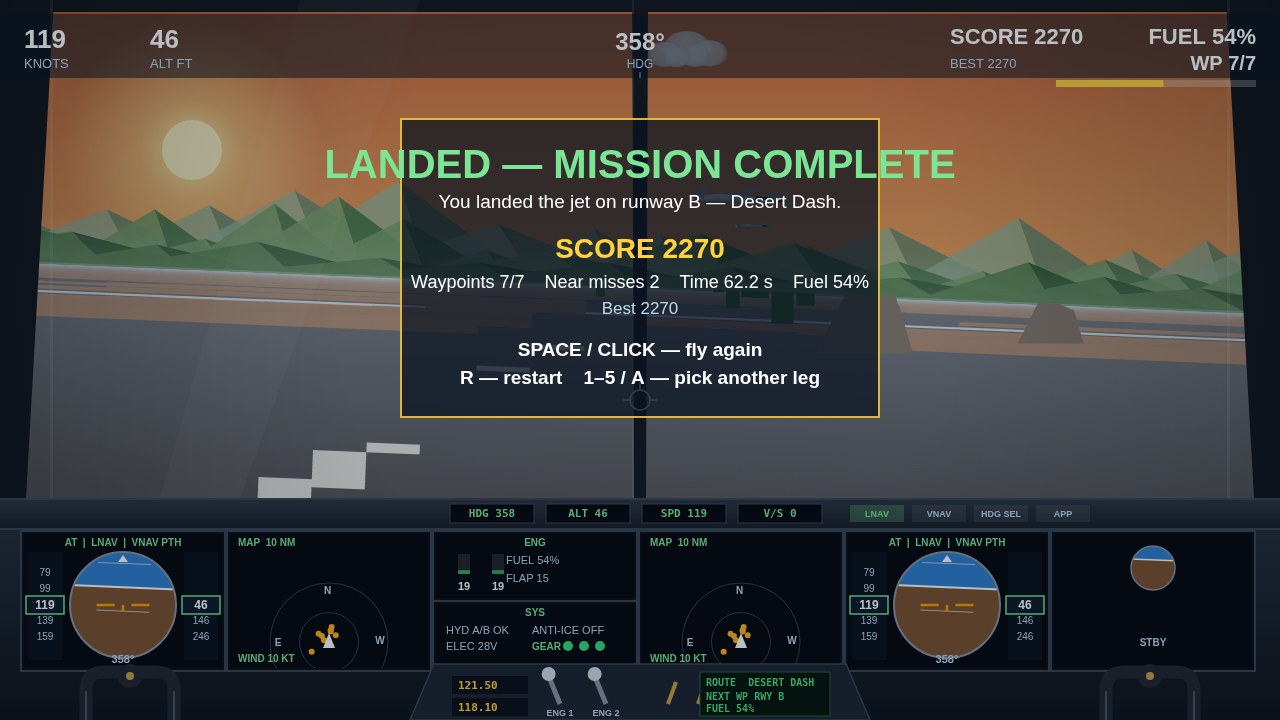 119 46 358° SCORE 2270 FUEL 54%
KNOTS ALT FT HDG BEST 2270 WP 7/7
LANDED — MISSION COMPLETE
You landed the jet on runway B — Desert Dash.
SCORE 2270
Waypoints 7/7 Near misses 2 Time 62.2 s Fuel 54%
Best 2270
SPACE / CLICK — fly again
R — restart 1–5 / A — pick another leg
HDG 358 ALT 46 SPD 119 V/S 0 LNAV VNAV HDG SEL APP
AT | LNAV | VNAV PTH
79
99
119 46
139 146
159 246
358°
MAP 10 NM
N
E W
WIND 10 KT
ENG
FUEL 54%
FLAP 15
19 19
SYS
HYD A/B OK ANTI-ICE OFF
ELEC 28V GEAR
MAP 10 NM
N
E W
WIND 10 KT
AT | LNAV | VNAV PTH
79
99
119 46
139 146
159 246
358°
STBY
121.50
118.10
ENG 1 ENG 2
ROUTE DESERT DASH
NEXT WP RWY B
FUEL 54%